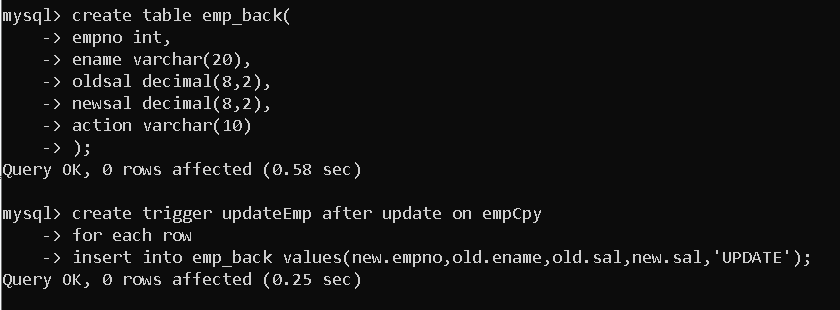 mysql> create table emp_back(
    -> empno int,
    -> ename varchar(20),
    -> oldsal decimal(8,2),
    -> newsal decimal(8,2),
    -> action varchar(10)
    -> );
Query OK, 0 rows affected (0.58 sec)

mysql> create trigger updateEmp after update on empCpy
    -> for each row
    -> insert into emp_back values(new.empno,old.ename,old.sal,new.sal,'UPDATE');
Query OK, 0 rows affected (0.25 sec)